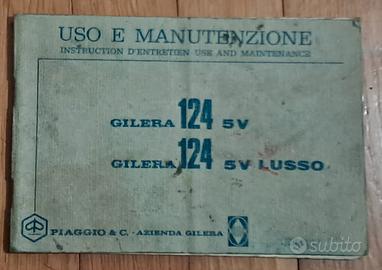 USO E MANUTENZIONE
INSTRUCTION D'ENTRETIEN USE AND MAINTENANCE
GILERA 124 5V
GILERA 124 5V LUSSO
PIAGGIO & C. - AZIENDA GILERA
subito